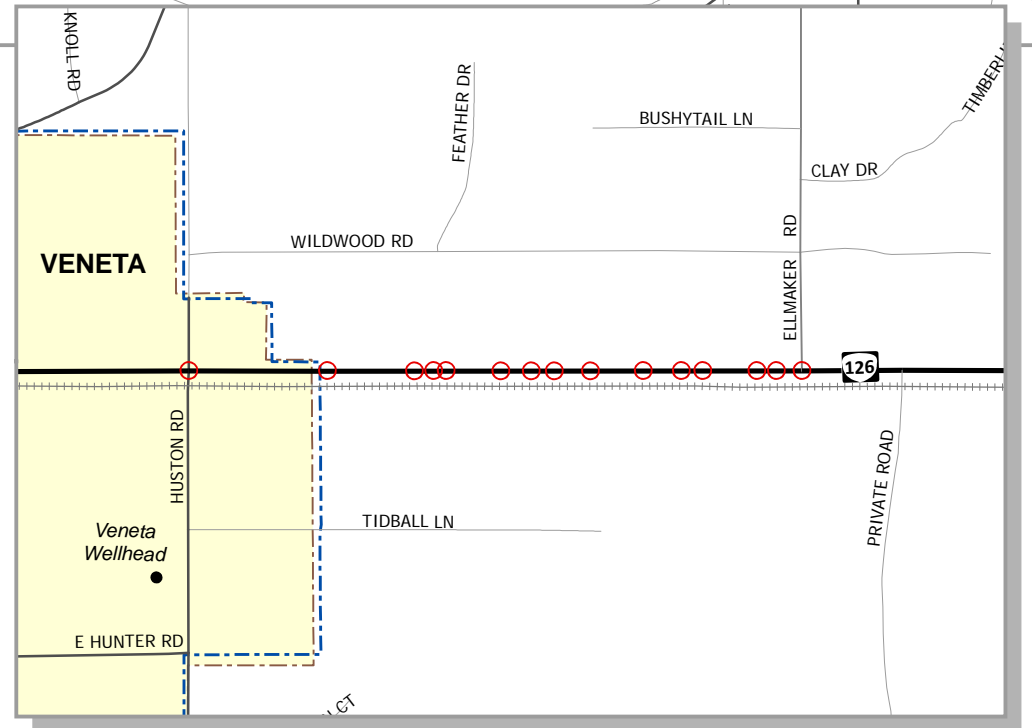 KNOLL RD
FEATHER DR
BUSHYTAIL LN
CLAY DR
WILDWOOD RD
VENETA
ELLMAKER RD
126
HUSTON RD
PRIVATE ROAD
TIDBALL LN
Veneta
Wellhead
E HUNTER RD
CT